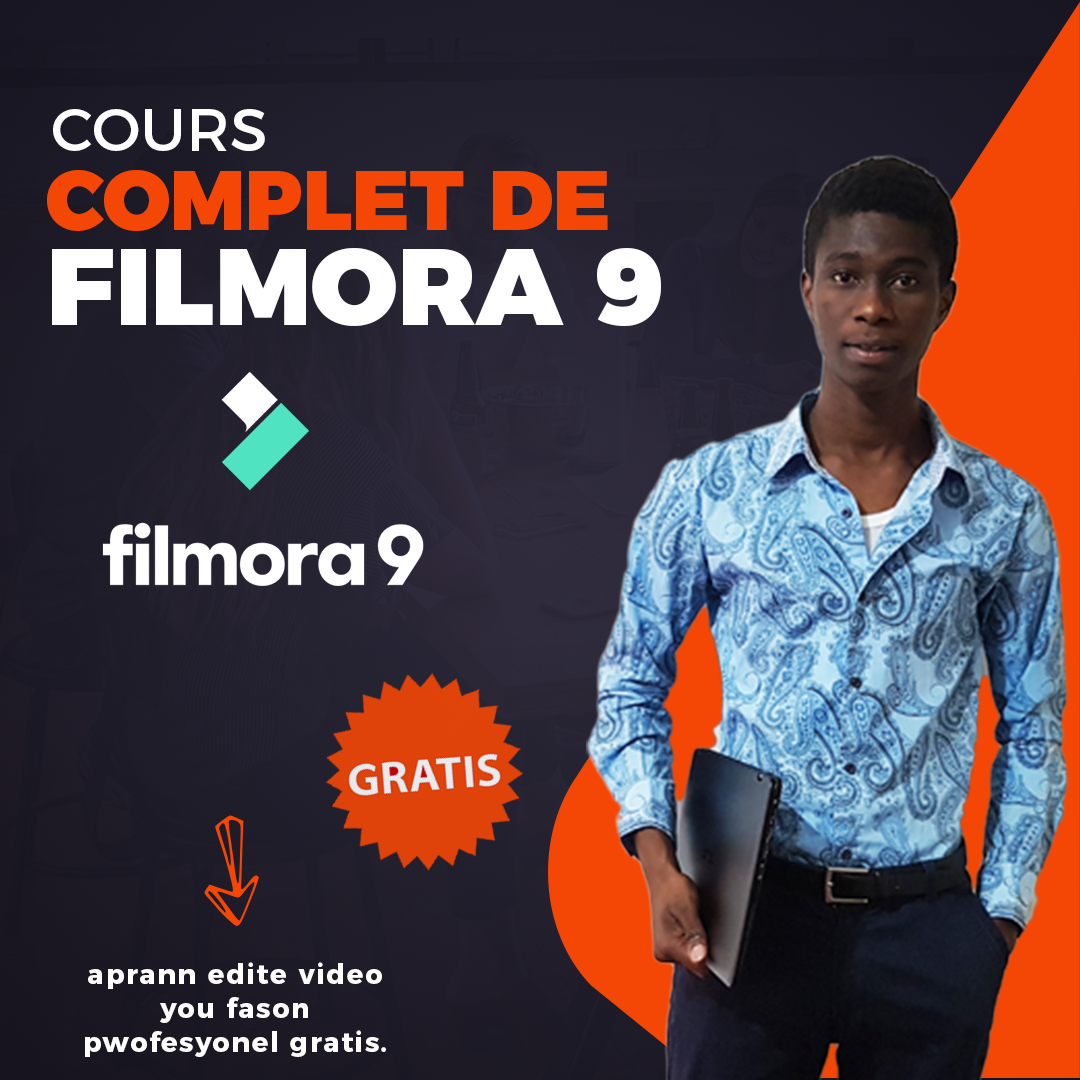 COURS
COMPLET DE
FILMORA 9
filmora 9
GRATIS
aprann edite video
you fason
pwofesyonel gratis.